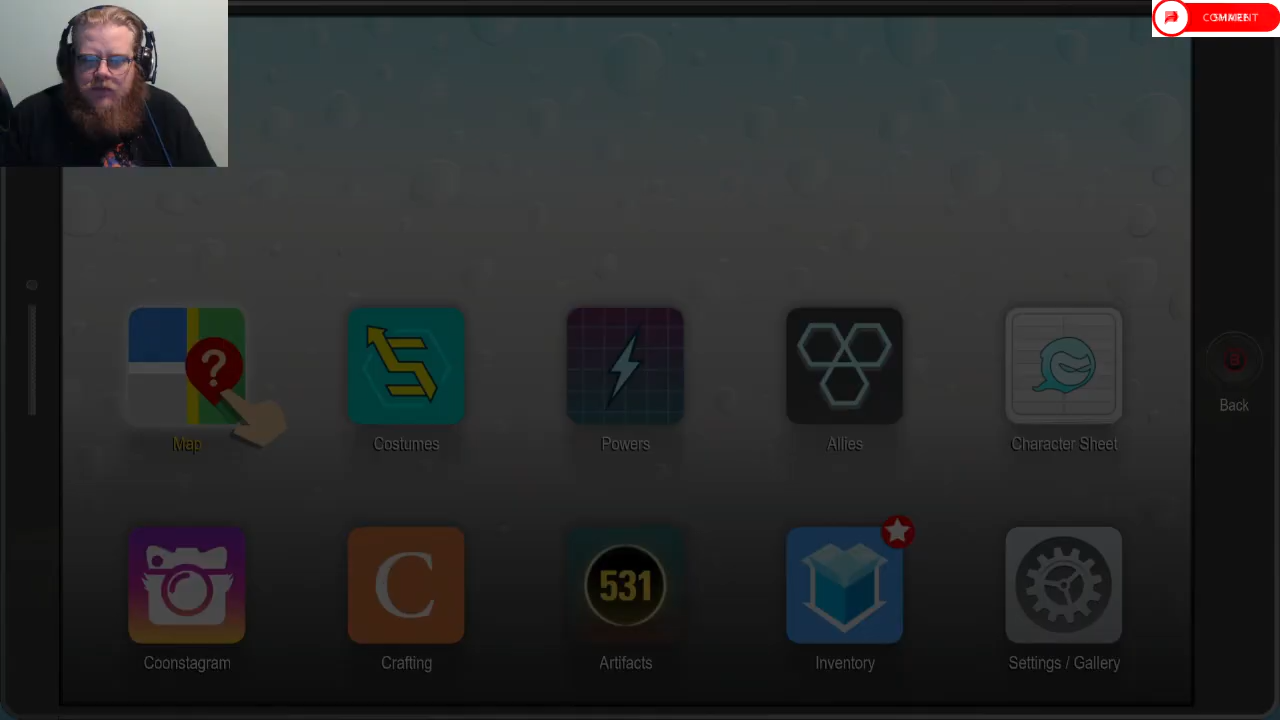 ?
Map
Costumes
Powers
Allies
Character Sheet
B
Back
C
531
Coonstagram
Crafting
Artifacts
Inventory
Settings / Gallery